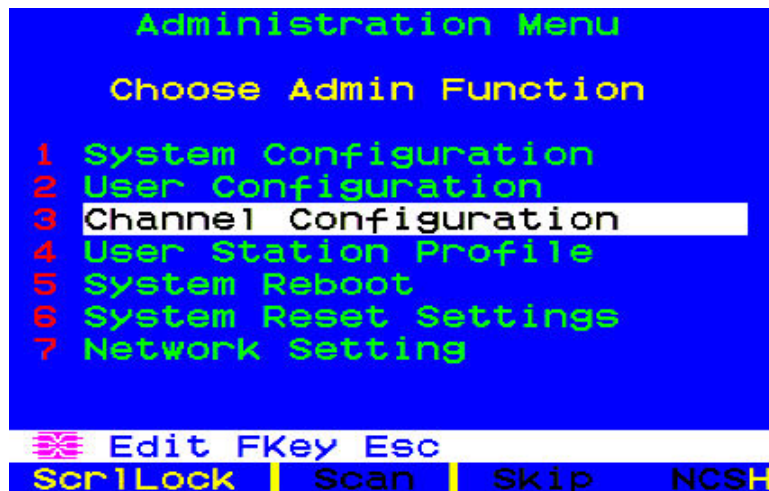 Administration Menu
Choose Admin Function
1 System Configuration
2 User Configuration
3 Channel Configuration
4 User Station Profile
5 System Reboot
6 System Reset Settings
7 Network Setting
Edit FKey Esc
ScrlLock Scan Skip NCSH